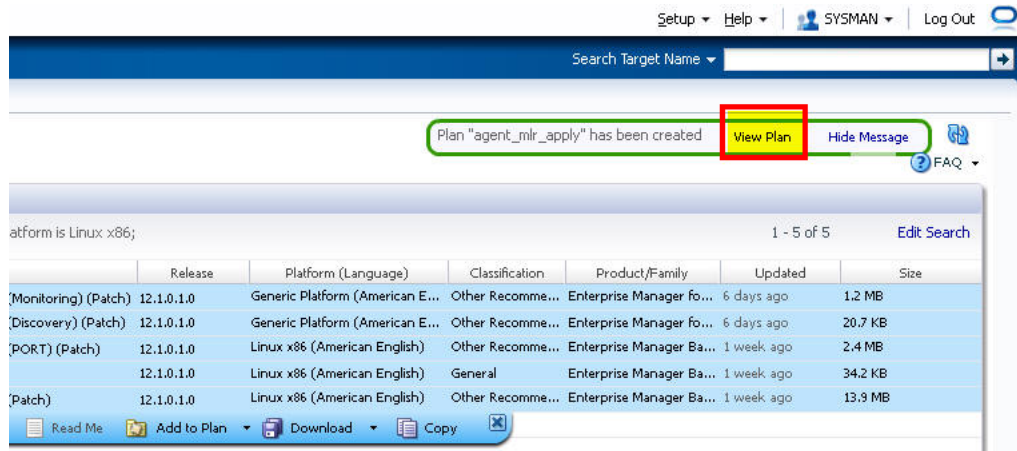 Setup Help SYSMAN Log Out
Search Target Name
Plan "agent_mlr_apply" has been created View Plan Hide Message
FAQ
atform is Linux x86; 1 - 5 of 5 Edit Search
Release Platform (Language) Classification Product/Family Updated Size
(Monitoring) (Patch) 12.1.0.1.0 Generic Platform (American E... Other Recomme... Enterprise Manager fo... 6 days ago 1.2 MB
(Discovery) (Patch) 12.1.0.1.0 Generic Platform (American E... Other Recomme... Enterprise Manager fo... 6 days ago 20.7 KB
(PORT) (Patch) 12.1.0.1.0 Linux x86 (American English) Other Recomme... Enterprise Manager Ba... 1 week ago 2.4 MB
12.1.0.1.0 Linux x86 (American English) General Enterprise Manager Ba... 1 week ago 34.2 KB
(Patch) 12.1.0.1.0 Linux x86 (American English) Other Recomme... Enterprise Manager Ba... 1 week ago 13.9 MB
Read Me Add to Plan Download Copy